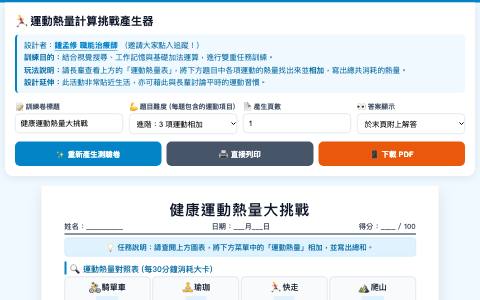 運動熱量計算挑戰產生器
設計者：鐘孟修 職能治療師 （邀請大家點入追蹤！）
訓練目的：結合視覺搜尋、工作記憶與基礎加法運算，進行雙重任務訓練。
玩法說明：請長輩查看上方的「運動熱量表」，將下方題目中各項運動的熱量找出來並相加，寫出總共消耗的熱量。
設計延伸：此活動非常貼近生活，亦可藉此與長輩討論平時的運動習慣。
訓練卷標題 題目難度 (每題包含的運動項目) 產生頁數 答案顯示
健康運動熱量大挑戰 進階：3 項運動相加 1 於末頁附上解答
重新產生測驗卷 直接列印 下載 PDF
健康運動熱量大挑戰
姓名：__________ 日期：___月___日 得分：____ / 100
任務說明：請查閱上方圖表，將下方菜單中的「運動熱量」相加，並寫出總和。
運動熱量對照表 (每30分鐘消耗大卡)
騎單車 瑜珈 快走 爬山